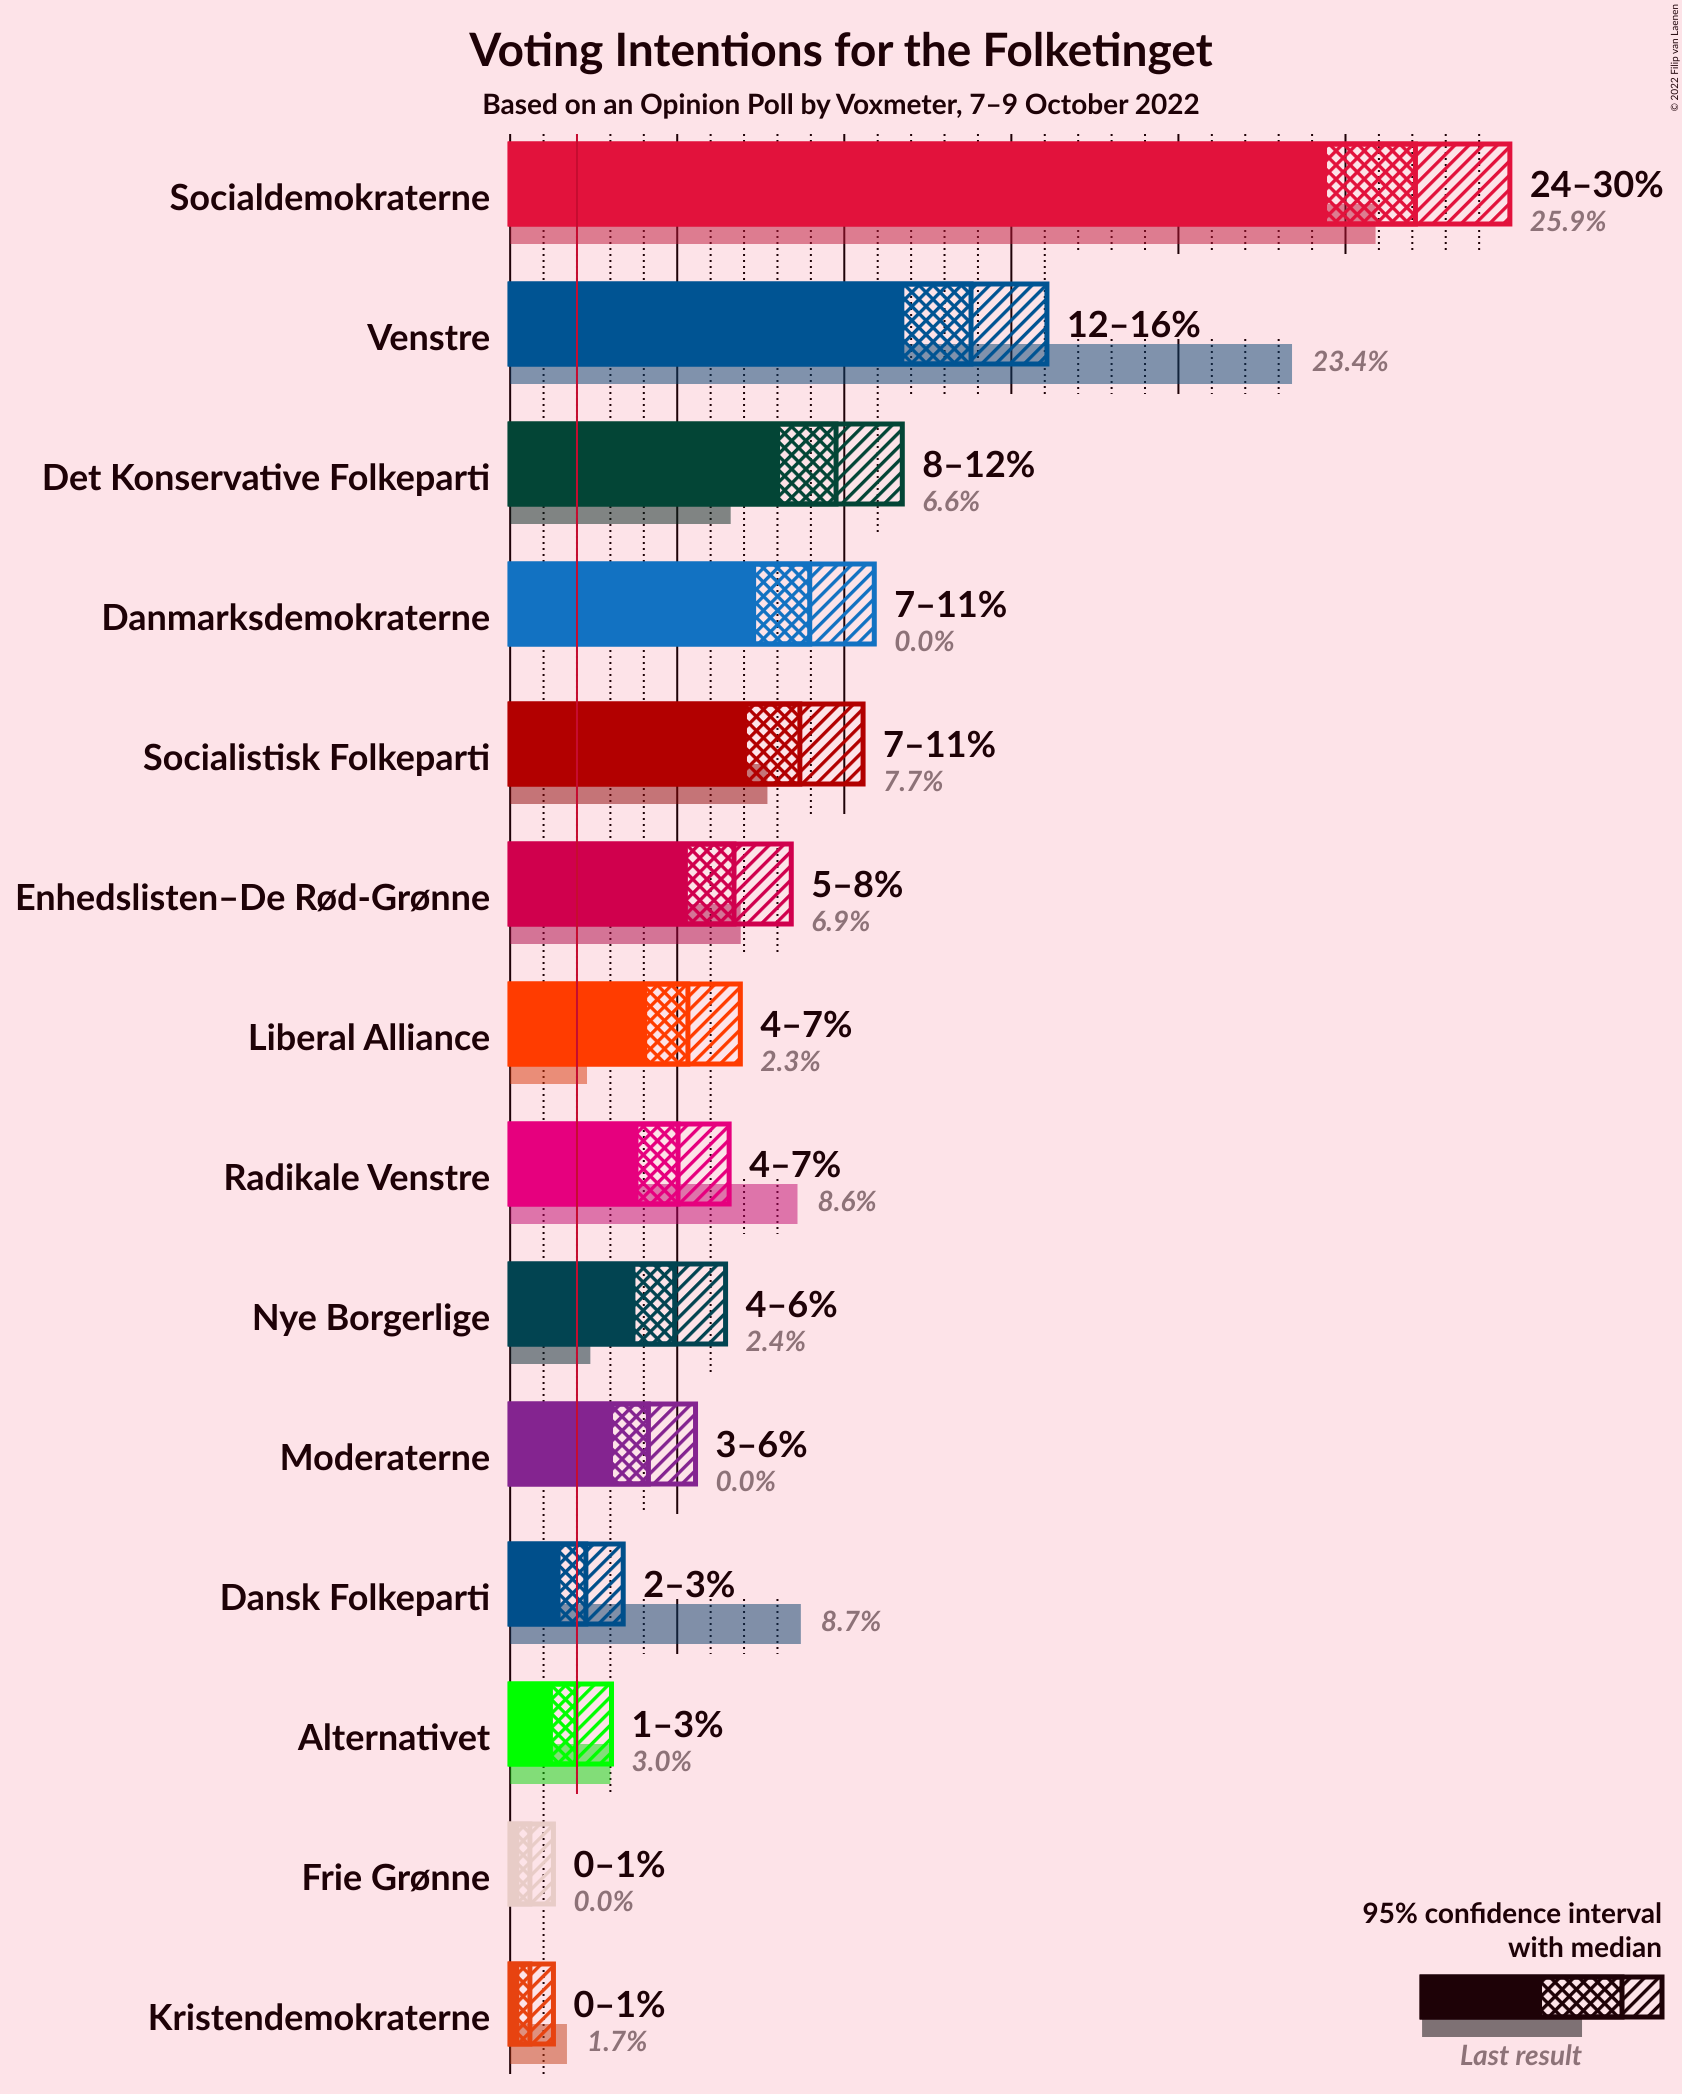 Voting Intentions for the Folketinget
Based on an Opinion Poll by Voxmeter, 7–9 October 2022
© 2022 Filip van Laenen
Socialdemokraterne
24–30%
25.9%
Venstre
12–16%
23.4%
Det Konservative Folkeparti
8–12%
6.6%
Danmarksdemokraterne
7–11%
0.0%
Socialistisk Folkeparti
7–11%
7.7%
Enhedslisten–De Rød-Grønne
5–8%
6.9%
Liberal Alliance
4–7%
2.3%
Radikale Venstre
4–7%
8.6%
Nye Borgerlige
4–6%
2.4%
Moderaterne
3–6%
0.0%
Dansk Folkeparti
2–3%
8.7%
Alternativet
1–3%
3.0%
Frie Grønne
0–1%
0.0%
Kristendemokraterne
0–1%
1.7%
95% confidence interval
with median
Last result